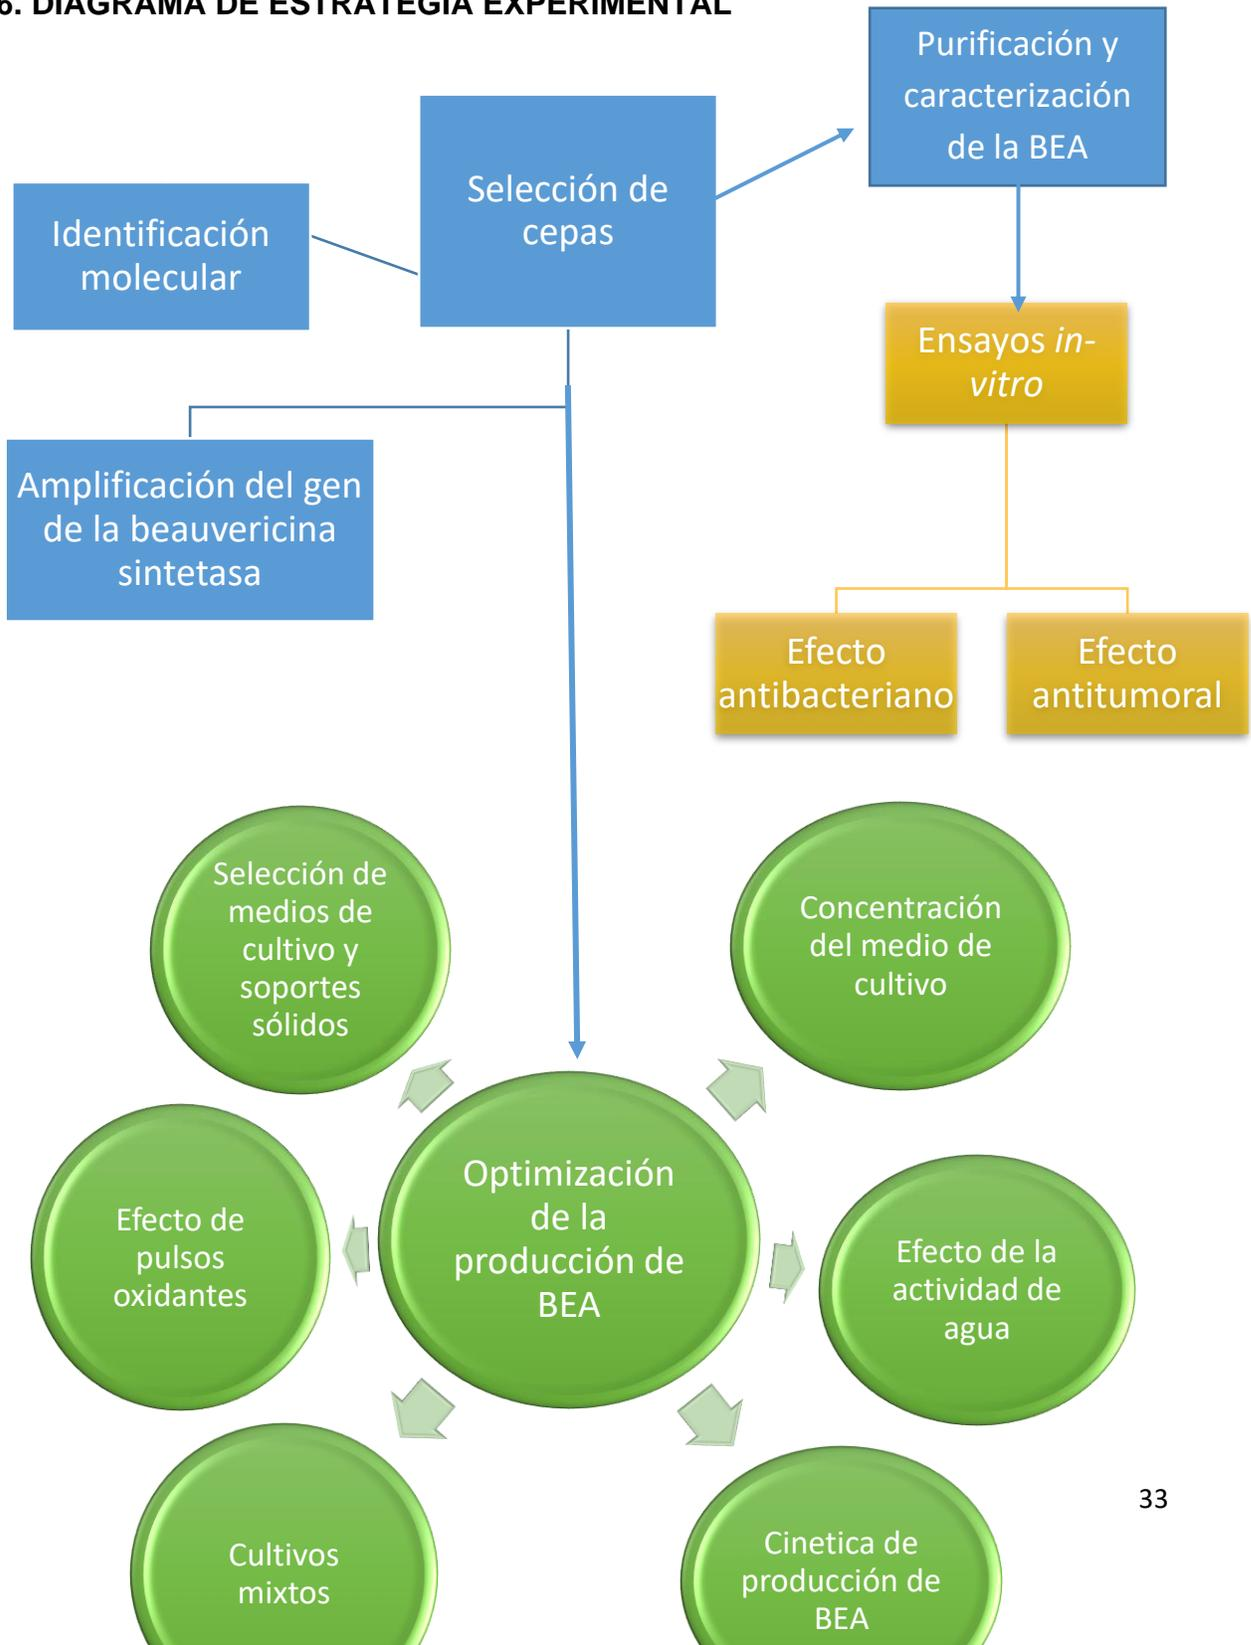 6. DIAGRAMA DE ESTRATEGIA EXPERIMENTAL
Purificación y
caracterización
de la BEA
Selección de
cepas
Identificación
molecular
Ensayos in-
vitro
Amplificación del gen
de la beauvericina
sintetasa
Efecto
antibacteriano
Efecto
antitumoral
Selección de
medios de
cultivo y
soportes
sólidos
Concentración
del medio de
cultivo
Optimización
de la
producción de
BEA
Efecto de
pulsos
oxidantes
Efecto de la
actividad de
agua
33
Cultivos
mixtos
Cinetica de
producción de
BEA